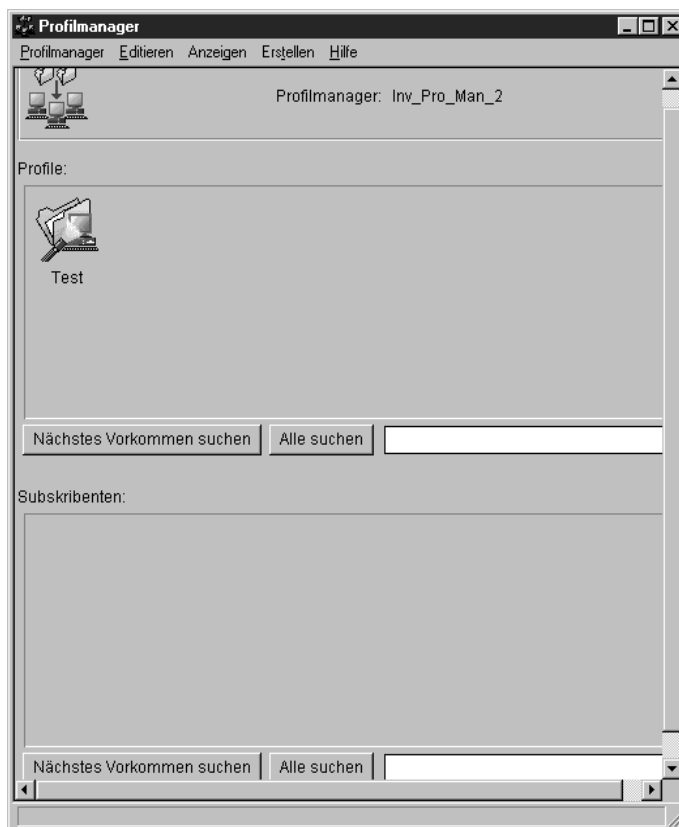 Profilmanager
Profilmanager Editieren Anzeigen Erstellen Hilfe
Profilmanager: Inv_Pro_Man_2
Profile:
Test
Nächstes Vorkommen suchen Alle suchen
Subskribenten:
Nächstes Vorkommen suchen Alle suchen